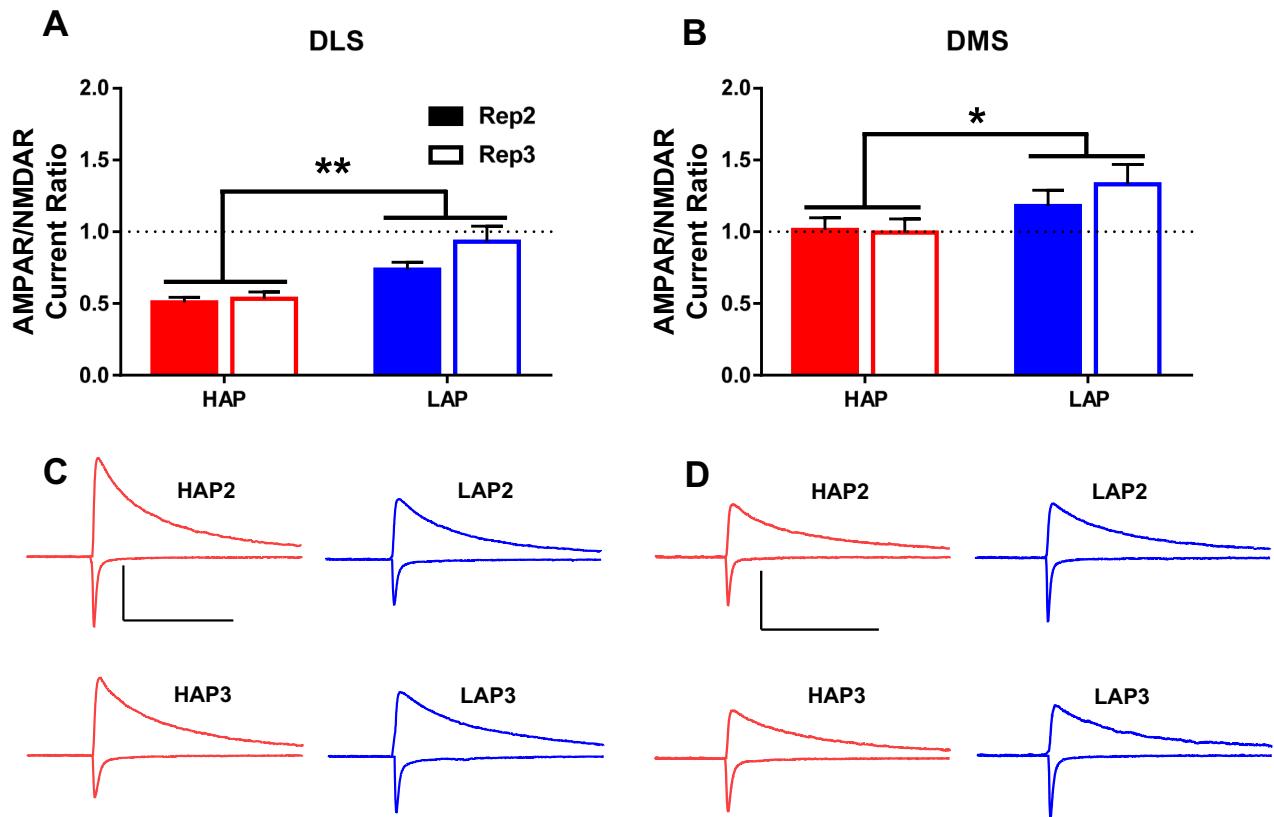 A
DLS
AMPAR/NMDAR
Current Ratio
2.0
1.5
1.0
0.5
0.0
**
Rep2
Rep3
HAP
LAP
B
DMS
AMPAR/NMDAR
Current Ratio
2.0
1.5
1.0
0.5
0.0
*
HAP
LAP
C
HAP2
LAP2
HAP3
LAP3
D
HAP2
LAP2
HAP3
LAP3